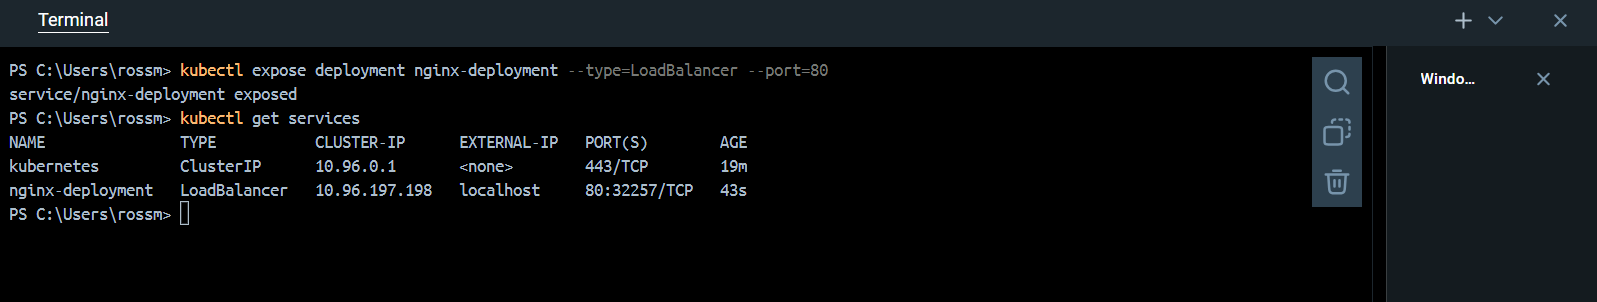 Terminal
PS C:\Users\rossm> kubectl expose deployment nginx-deployment --type=LoadBalancer --port=80
service/nginx-deployment exposed
PS C:\Users\rossm> kubectl get services
NAME TYPE CLUSTER-IP EXTERNAL-IP PORT(S) AGE
kubernetes ClusterIP 10.96.0.1 <none> 443/TCP 19m
nginx-deployment LoadBalancer 10.96.197.198 localhost 80:32257/TCP 43s
PS C:\Users\rossm>
Windo...